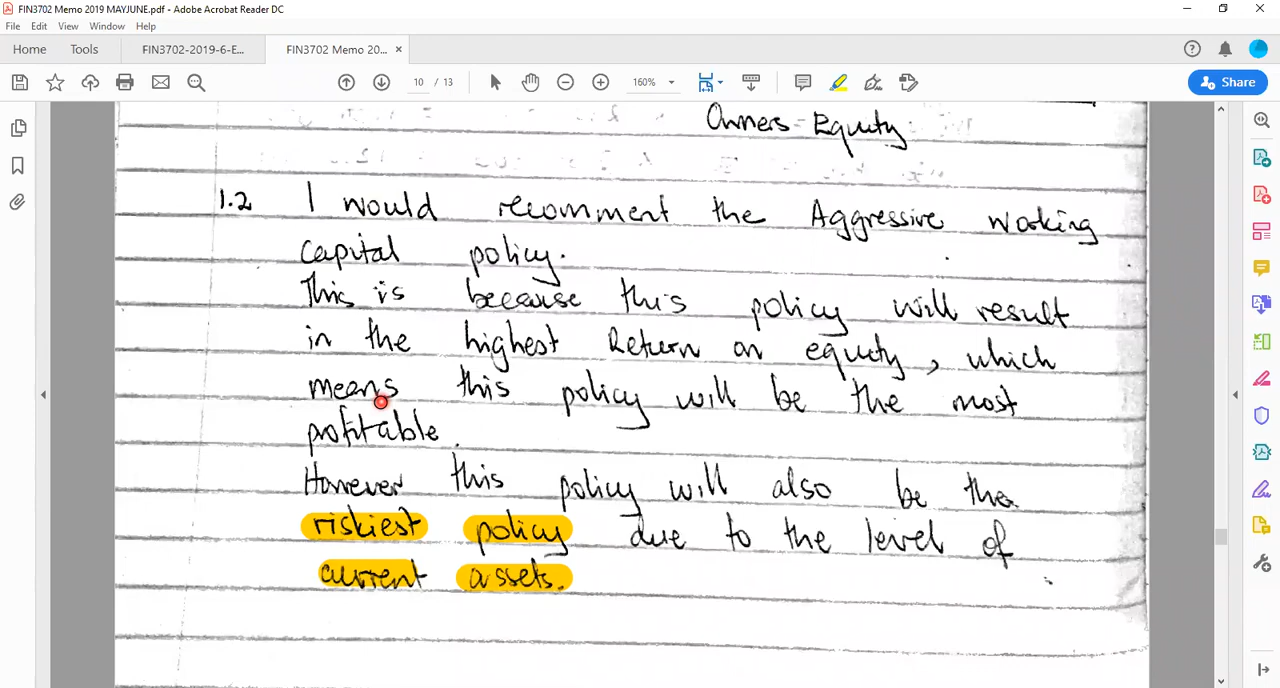 FIN3702 Memo 2019 MAYJUNE.pdf - Adobe Acrobat Reader DC
File Edit View Window Help
Home Tools FIN3702-2019-6-E... FIN3702 Memo 20... ×
10 / 13 160% Share
Owners Equity
1.2 I would recomment the Aggressive working
capital policy.
This is because this policy will result
in the highest Return on equity, which
means this policy will be the most
profitable.
However this policy will also be the
riskiest policy due to the level of
current assets.